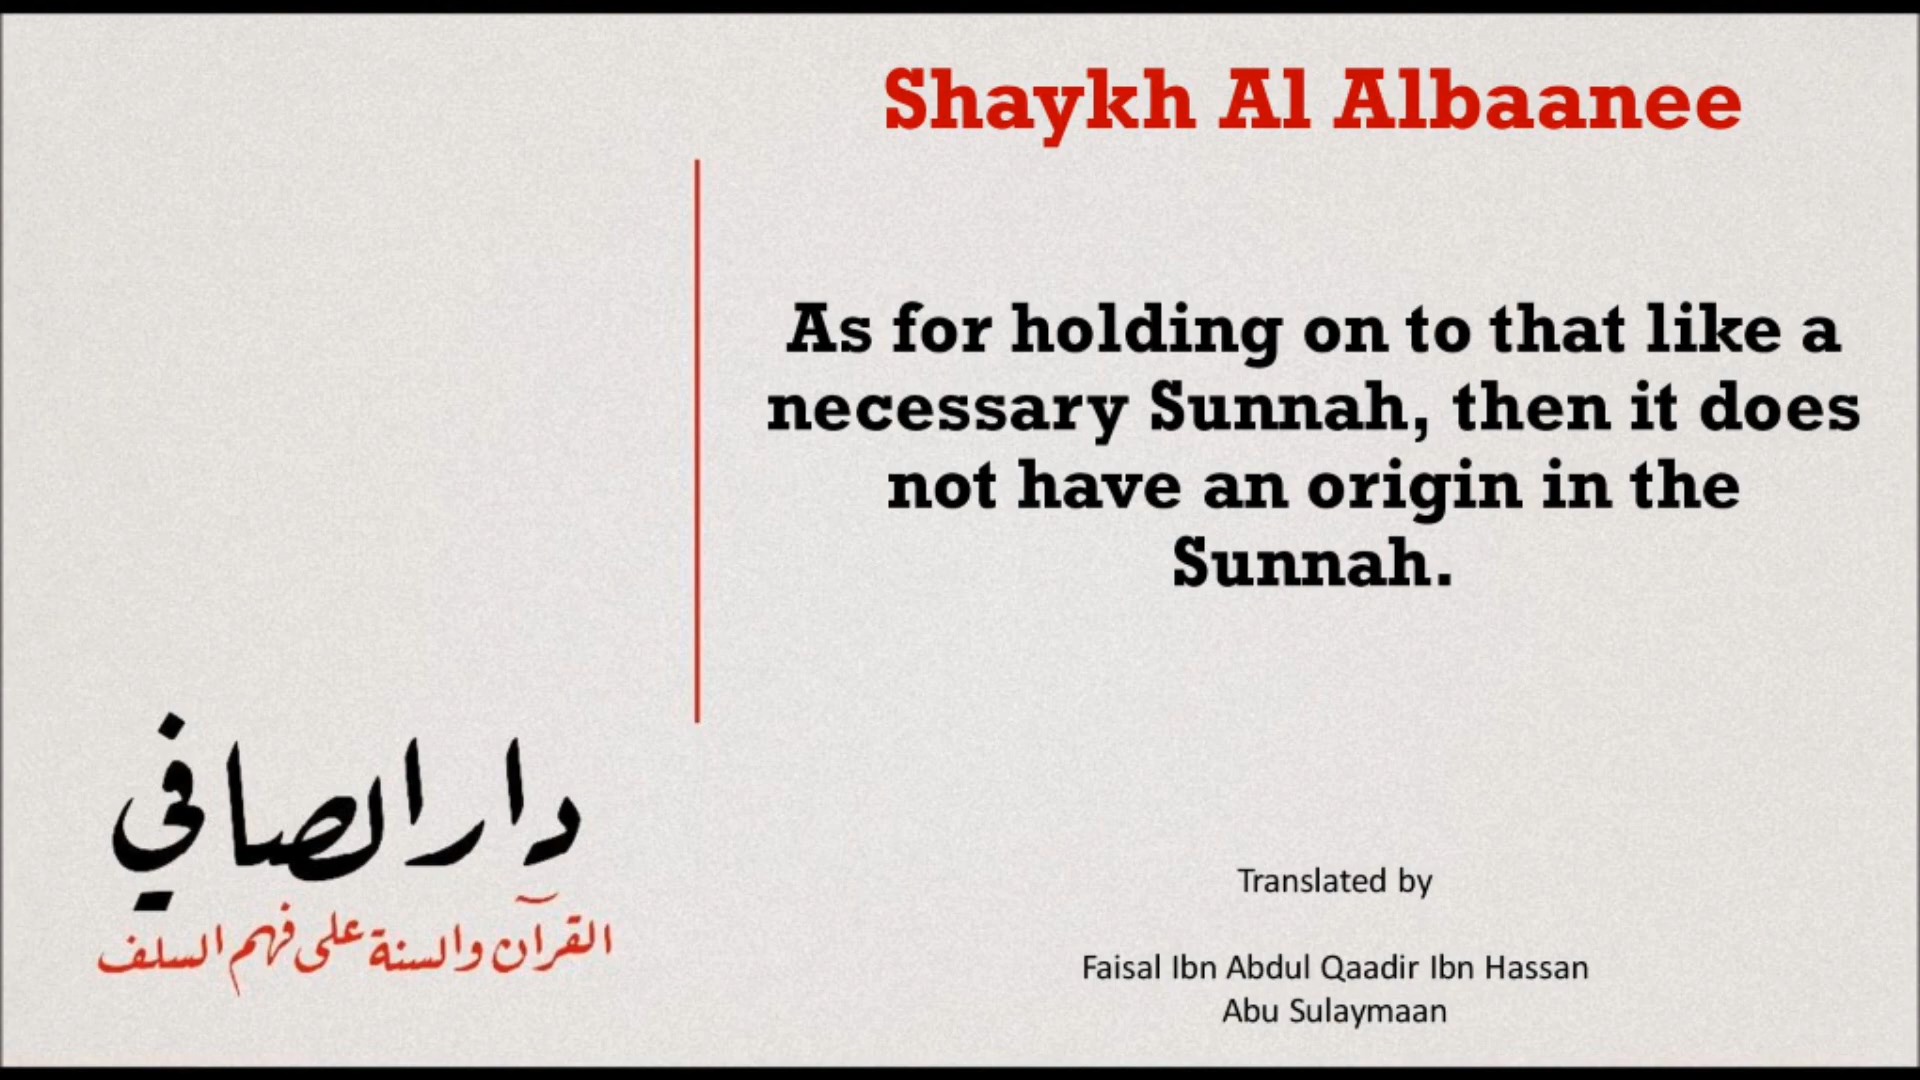 Shaykh Al Albaanee
As for holding on to that like a
necessary Sunnah, then it does
not have an origin in the
Sunnah.
دار الصافي
القرآن والسنة على فهم السلف
Translated by
Faisal Ibn Abdul Qaadir Ibn Hassan
Abu Sulaymaan